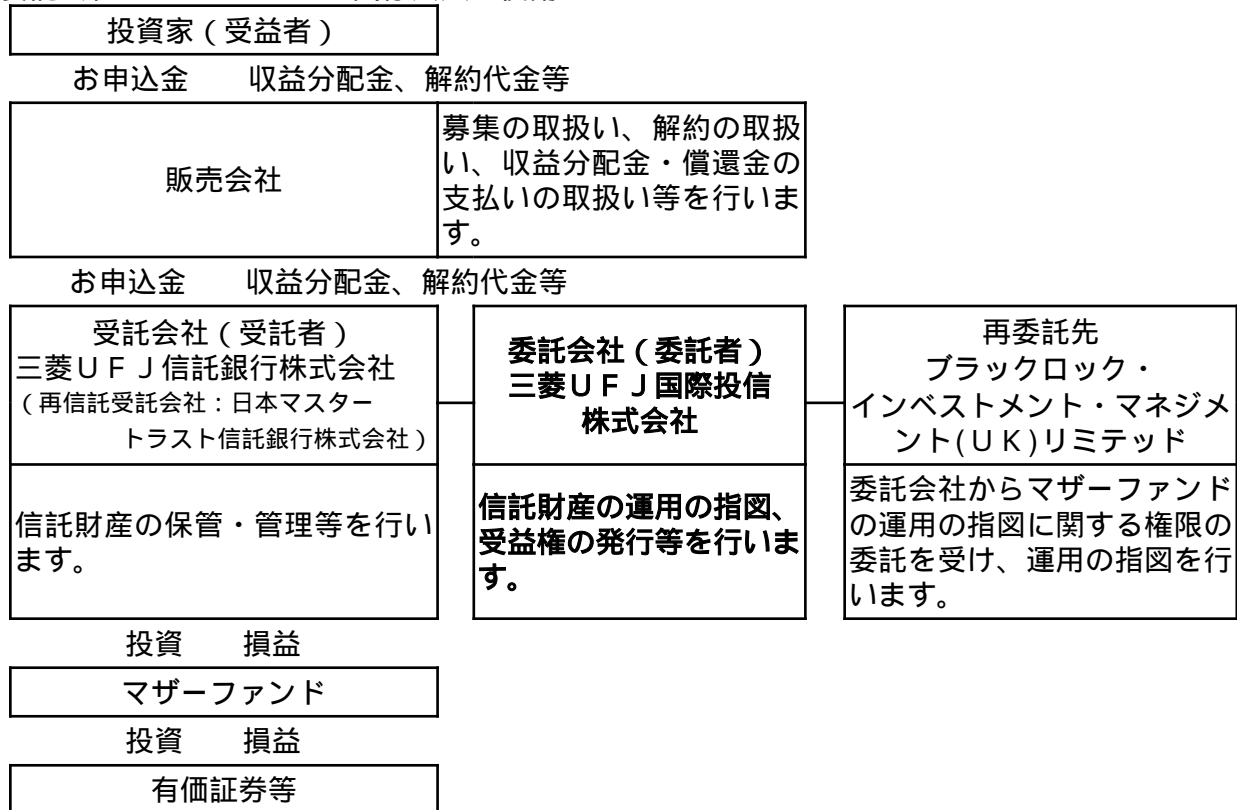 投資家（受益者）
お申込金　収益分配金、解約代金等
販売会社
募集の取扱い、解約の取扱
い、収益分配金・償還金の
支払いの取扱い等を行いま
す。
お申込金　収益分配金、解約代金等
受託会社（受託者）
三菱ＵＦＪ信託銀行株式会社
（再信託受託会社：日本マスター
トラスト信託銀行株式会社）
委託会社（委託者）
三菱ＵＦＪ国際投信
株式会社
再委託先
ブラックロック・
インベストメント・マネジメ
ント(ＵＫ)リミテッド
信託財産の保管・管理等を行い
ます。
信託財産の運用の指図、
受益権の発行等を行いま
す。
委託会社からマザーファンド
の運用の指図に関する権限の
委託を受け、運用の指図を行
います。
投資　損益
マザーファンド
投資　損益
有価証券等